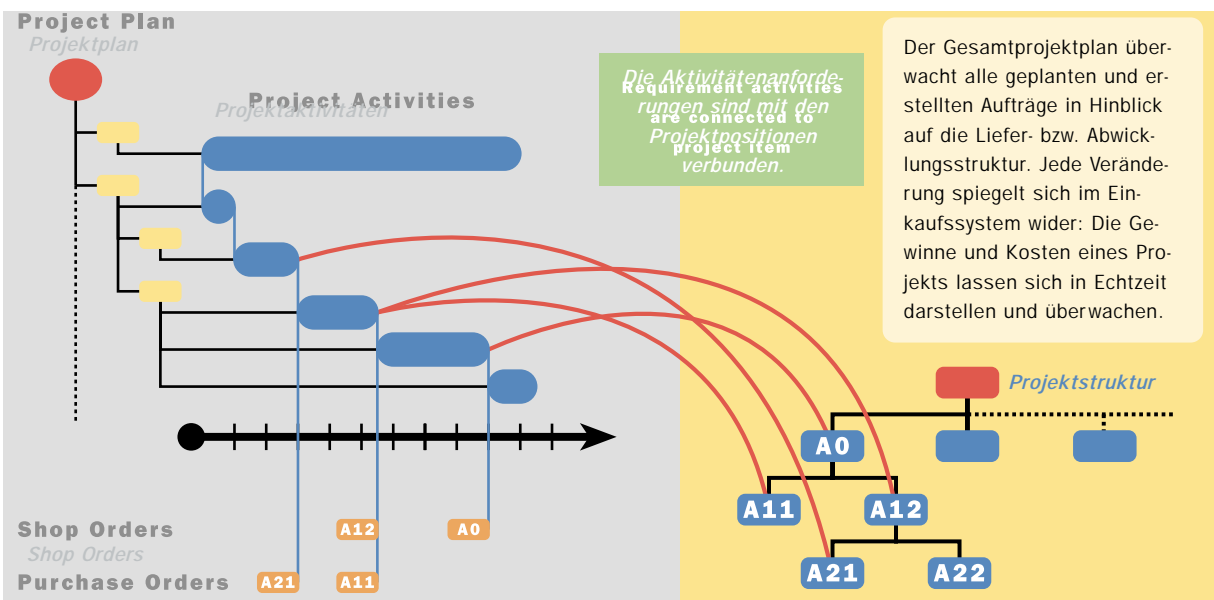 Project Plan
Projektplan
Project Activities
Projektaktivitäten
Die Aktivitätenanforde-
rungen sind mit den
Projektpositionen
verbunden.
Requirement activities
are connected to
project item
Der Gesamtprojektplan über-
wacht alle geplanten und er-
stellten Aufträge in Hinblick
auf die Liefer- bzw. Abwick-
lungsstruktur. Jede Verände-
rung spiegelt sich im Ein-
kaufssystem wider: Die Ge-
winne und Kosten eines Pro-
jekts lassen sich in Echtzeit
darstellen und überwachen.
Projektstruktur
A0
A11
A12
A21
A22
Shop Orders
Shop Orders
A12
A0
Purchase Orders
A21
A11